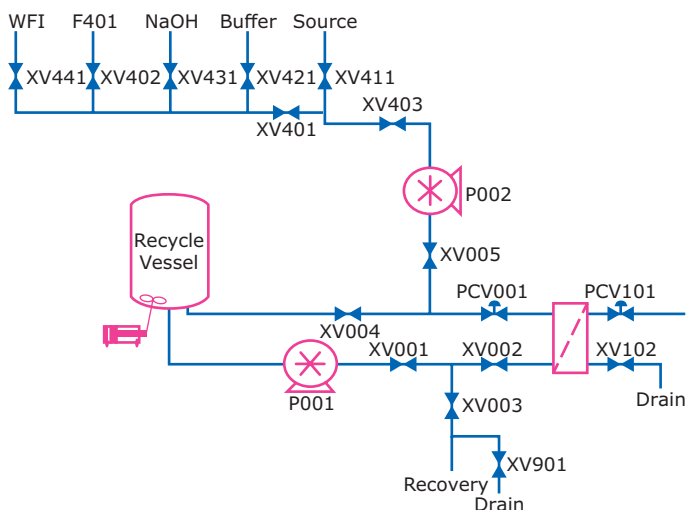 WFI F401 NaOH Buffer Source
XV441 XV402 XV431 XV421 XV411
XV403
XV401
P002
Recycle
Vessel
XV005
PCV001 PCV101
XV004
XV001 XV002 XV102
P001
XV003
Drain
XV901
Recovery
Drain